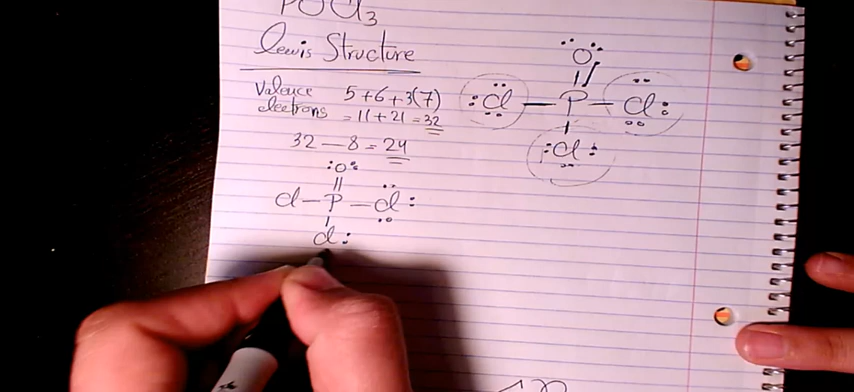 POCl3
Lewis Structure
Valence electrons 5+6+3(7)
= 11 + 21 = 32
32 - 8 = 24
:O:
Cl - P - Cl:
Cl:
O
:Cl - P - Cl:
:Cl: